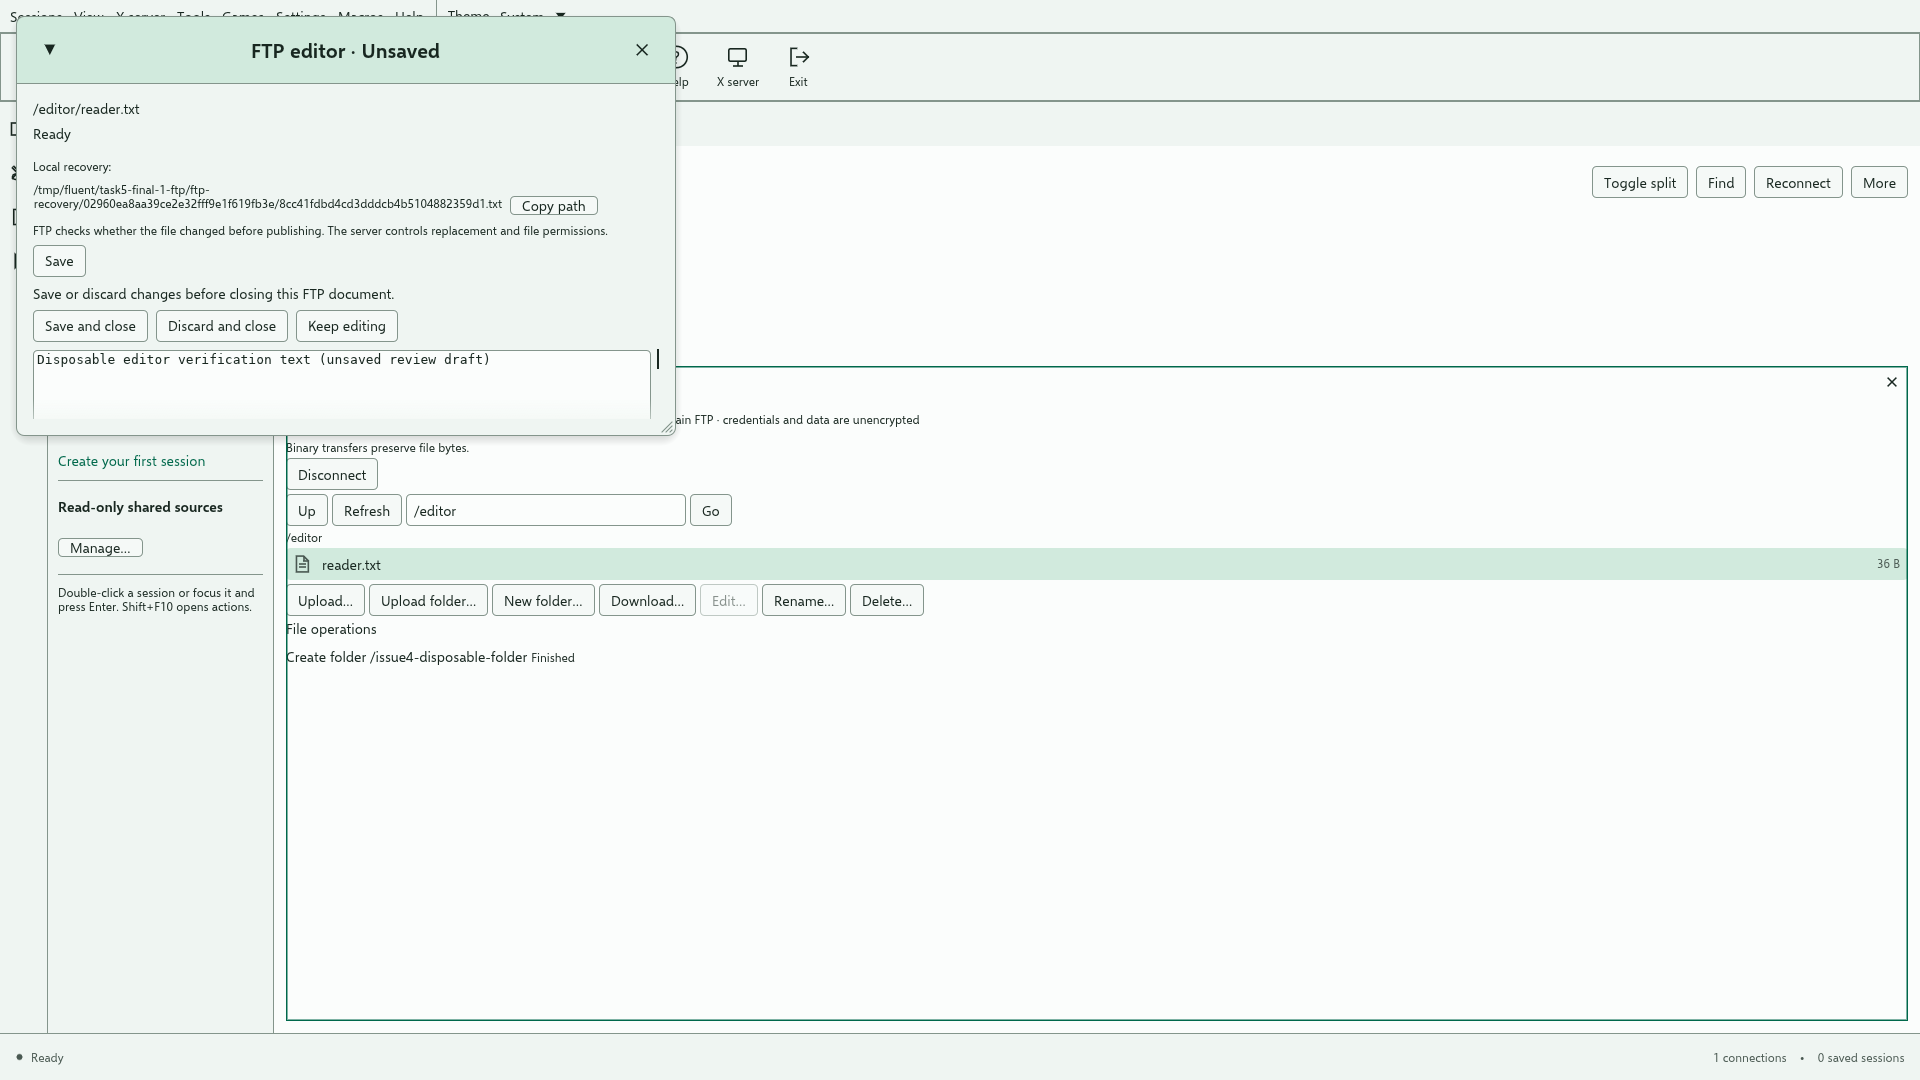 Theme System
FTP editor · Unsaved
X server
Exit
/editor/reader.txt
Ready
Toggle split
Find
Reconnect
More
Local recovery:
/tmp/fluent/task5-final-1-ftp/ftp-
recovery/02960ea8aa39ce2e32fff9e1f619fb3e/8cc41fdbd4cd3dddcb4b5104882359d1.txt
Copy path
FTP checks whether the file changed before publishing. The server controls replacement and file permissions.
Save
Save or discard changes before closing this FTP document.
Save and close
Discard and close
Keep editing
Disposable editor verification text (unsaved review draft)
FTP · credentials and data are unencrypted
Binary transfers preserve file bytes.
Create your first session
Disconnect
Read-only shared sources
Up
Refresh
/editor
Go
/editor
Manage...
reader.txt
36 B
Double-click a session or focus it and
press Enter. Shift+F10 opens actions.
Upload...
Upload folder...
New folder...
Download...
Edit...
Rename...
Delete...
File operations
Create folder /issue4-disposable-folder Finished
Ready
1 connections • 0 saved sessions